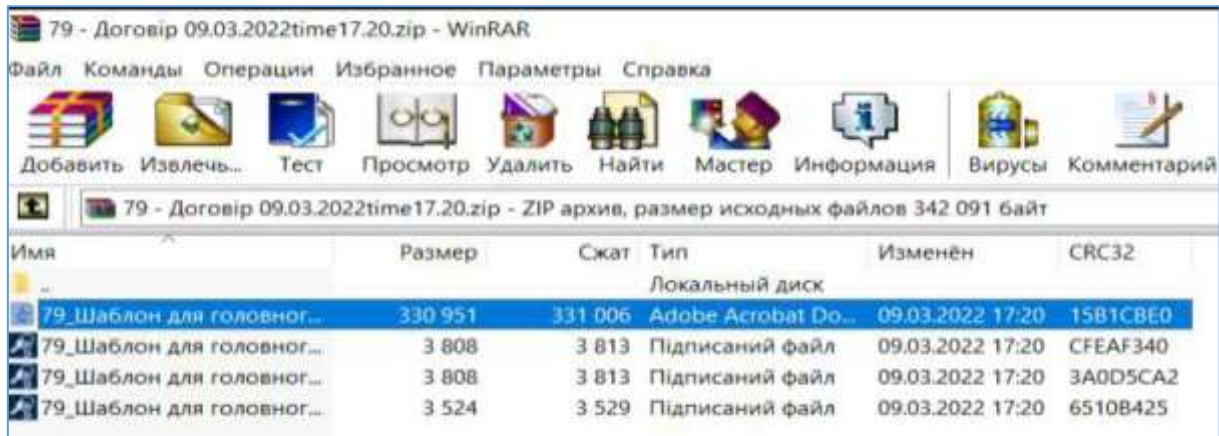 79 - Договір 09.03.2022time17.20.zip - WinRAR
Файл Команды Операции Избранное Параметры Справка
Добавить Извлечь... Тест Просмотр Удалить Найти Мастер Информация Вирусы Комментарий
79 - Договір 09.03.2022time17.20.zip - ZIP архив, размер исходных файлов 342 091 байт
Имя Размер Сжат Тип Изменён CRC32
.. Локальный диск
79_Шаблон для головног... 330 951 331 006 Adobe Acrobat Do... 09.03.2022 17:20 15B1CBE0
79_Шаблон для головног... 3 808 3 813 Підписаний файл 09.03.2022 17:20 CFEAF340
79_Шаблон для головног... 3 808 3 813 Підписаний файл 09.03.2022 17:20 3A0D5CA2
79_Шаблон для головног... 3 524 3 529 Підписаний файл 09.03.2022 17:20 6510B425